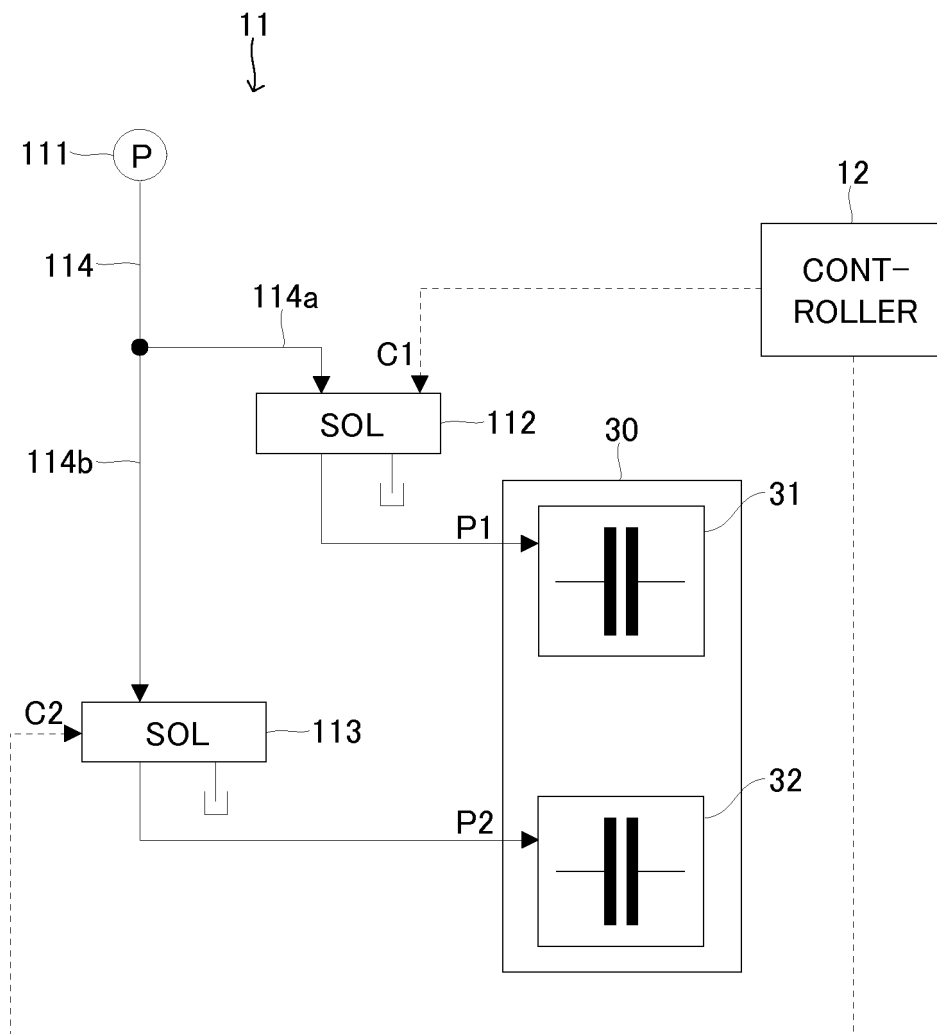 11
111
P
12
114
CONT-
ROLLER
114a
C1
SOL
112
114b
30
31
P1
C2
SOL
113
32
P2